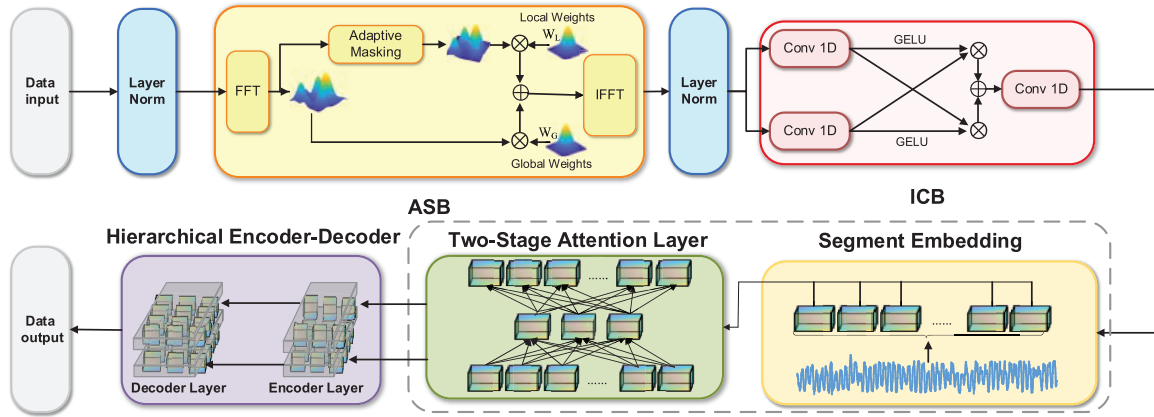 Data
input
Layer
Norm
FFT
Adaptive
Masking
Local Weights
W_L
W_G
Global Weights
IFFT
Layer
Norm
Conv 1D
Conv 1D
GELU
GELU
Conv 1D
ASB
ICB
Hierarchical Encoder-Decoder
Two-Stage Attention Layer
Segment Embedding
Data
output
Decoder Layer
Encoder Layer
......
......
......